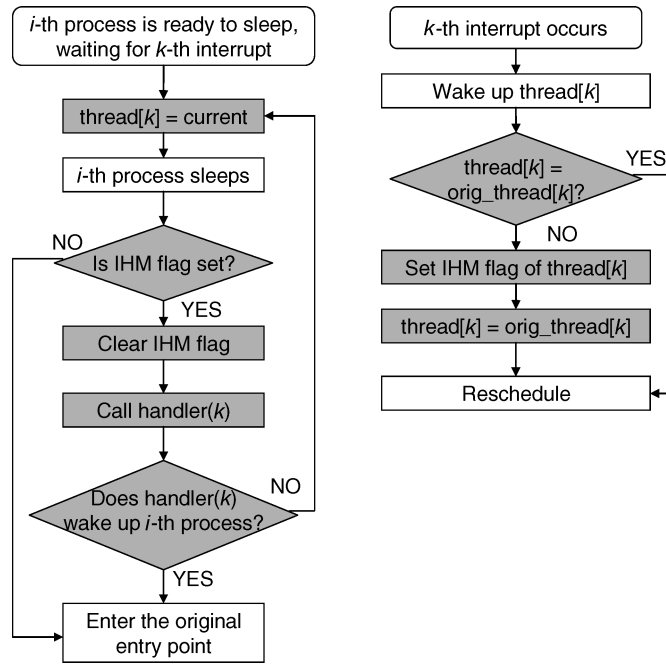 i-th process is ready to sleep,
waiting for k-th interrupt
thread[k] = current
i-th process sleeps
NO
Is IHM flag set?
YES
Clear IHM flag
Call handler(k)
NO
Does handler(k)
wake up i-th process?
YES
Enter the original
entry point
k-th interrupt occurs
Wake up thread[k]
YES
thread[k] =
orig_thread[k]?
NO
Set IHM flag of thread[k]
thread[k] = orig_thread[k]
Reschedule